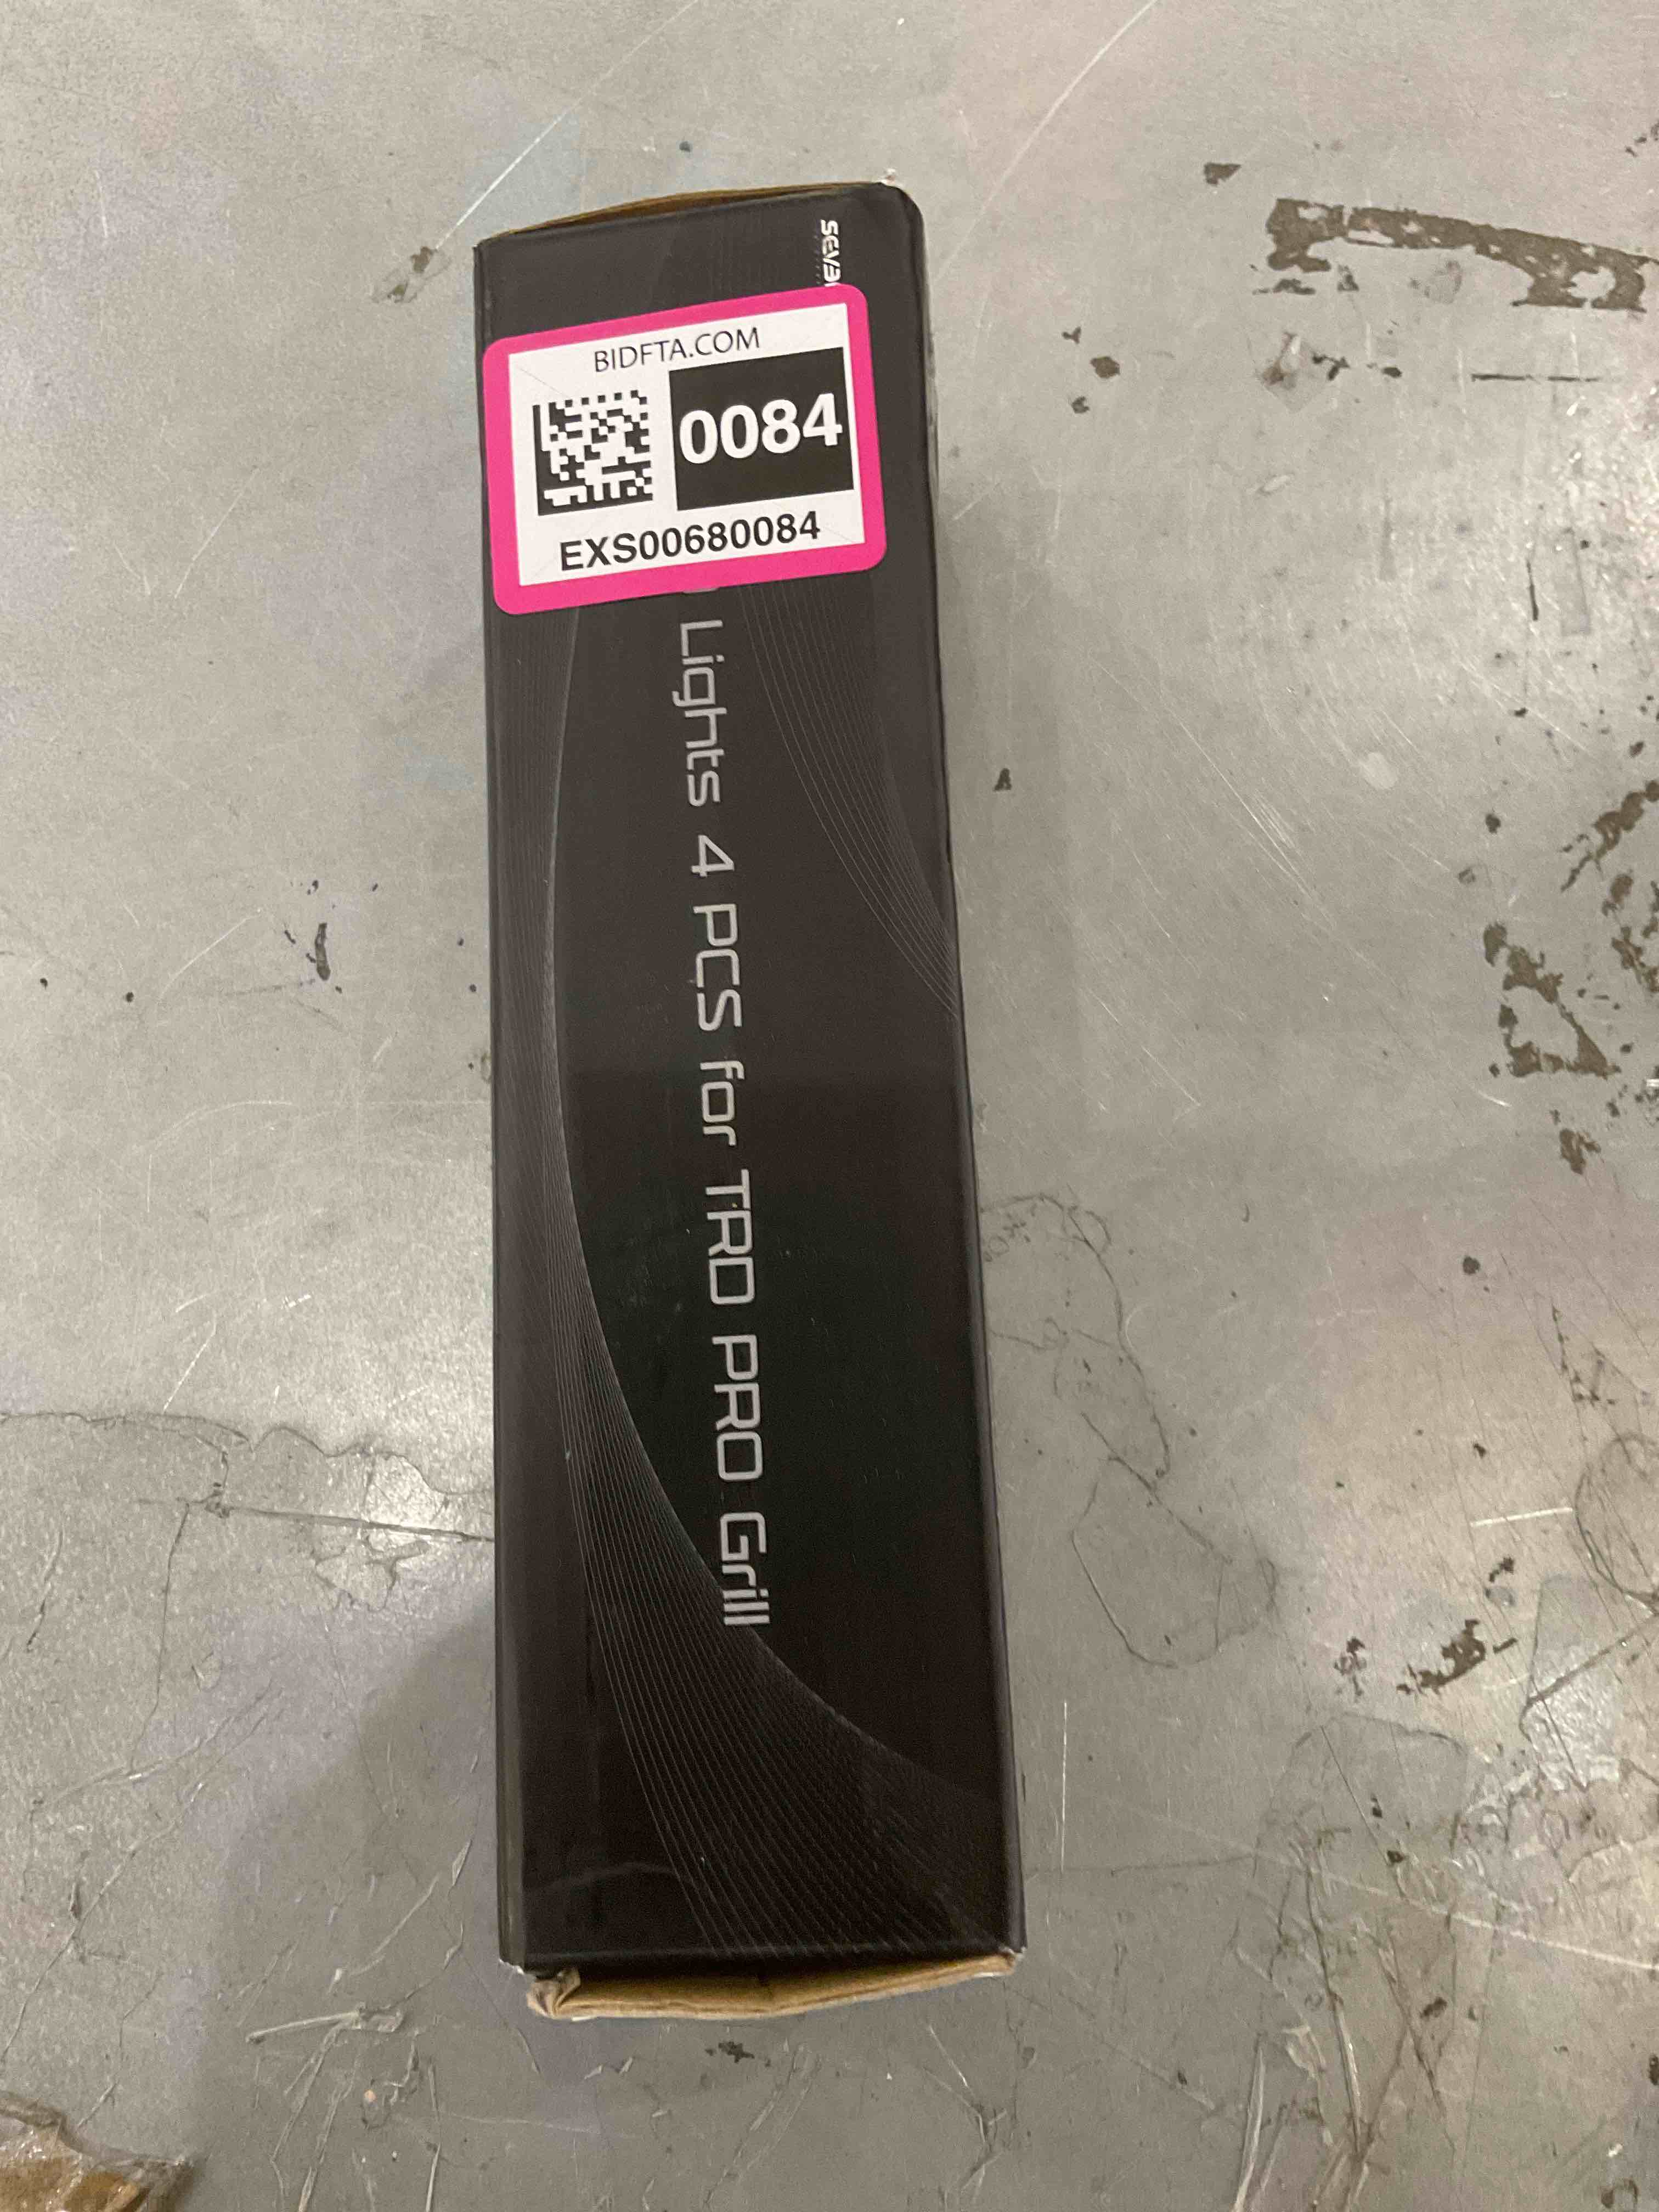 BIDFTA.COM
0084
EXS00680084
Lights 4 PCS for TRD PRO Grill